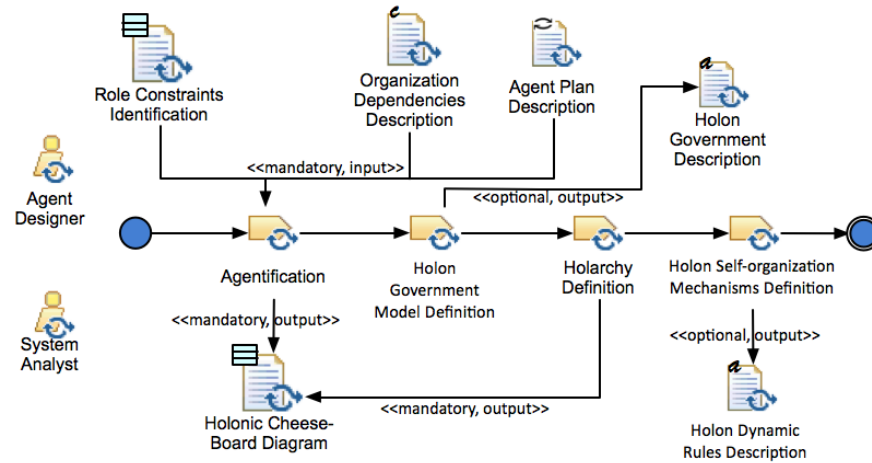 c
a
Role Constraints
Identification
Organization
Dependencies
Description
Agent Plan
Description
Holon
Government
Description
<<mandatory, input>>
<<optional, output>>
Agent
Designer
Agentification
Holon
Government
Model Definition
Holarchy
Definition
Holon Self-organization
Mechanisms Definition
System
Analyst
<<mandatory, output>>
<<optional, output>>
a
Holonic Cheese-
Board Diagram
<<mandatory, output>>
Holon Dynamic
Rules Description